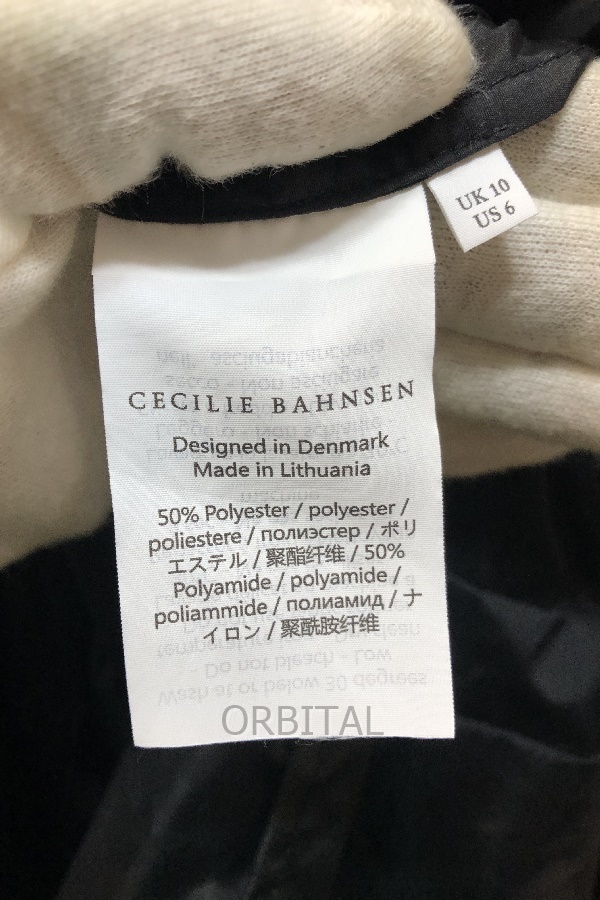 UK 10
US 6
CECILIE BAHNSEN
Designed in Denmark
Made in Lithuania
50% Polyester / polyester /
poliestere / полиэстер / ポリ
エステル / 聚酯纤维 / 50%
Polyamide / polyamide /
poliammide / полиамид / ナ
イロン / 聚酰胺纤维
ORBITAL